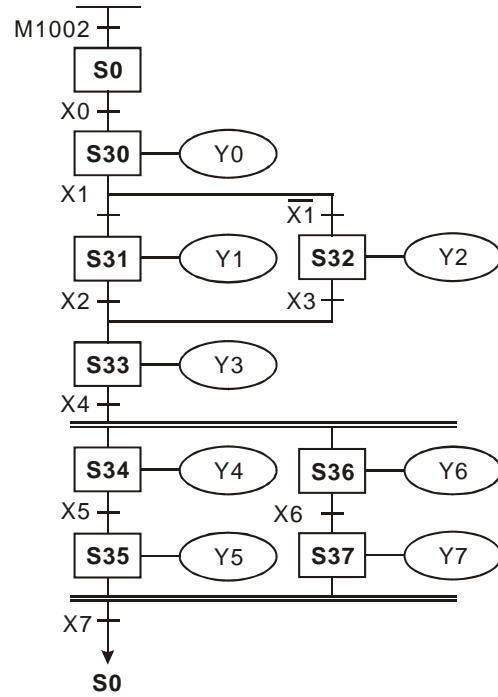 M1002
S0
X0
S30 Y0
X1 X̅1̅
S31 Y1 S32 Y2
X2 X3
S33 Y3
X4
S34 Y4 S36 Y6
X5 X6
S35 Y5 S37 Y7
X7
S0